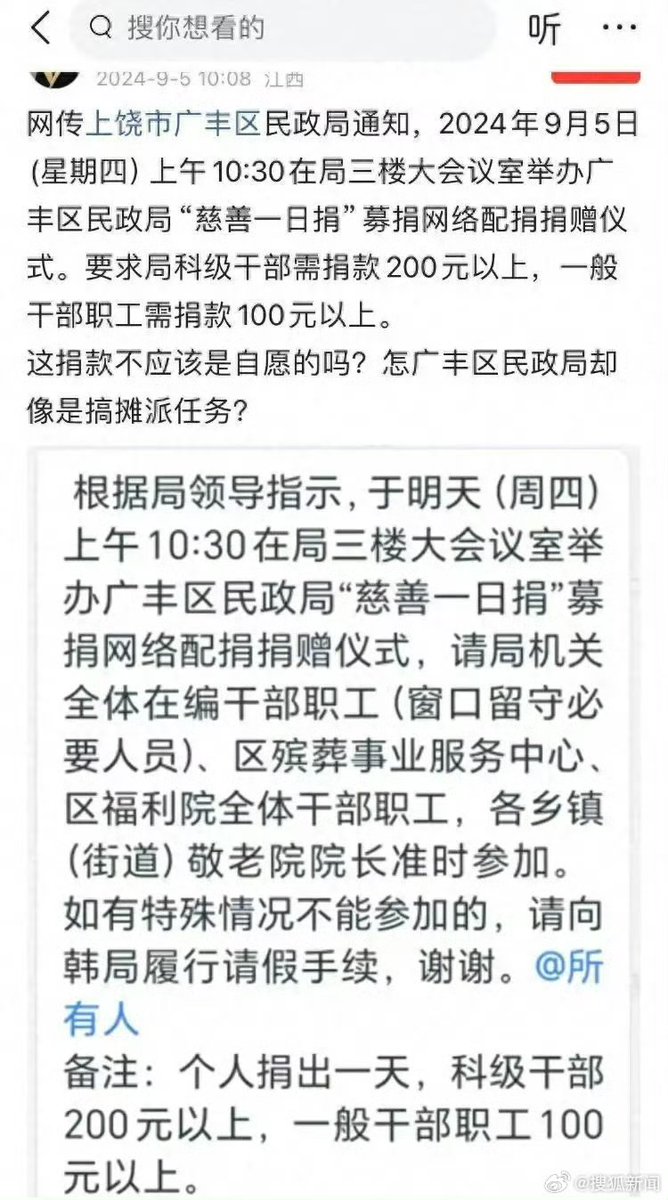 搜你想看的
听
2024-9-5 10:08 江西
网传上饶市广丰区民政局通知，2024年9月5日
(星期四) 上午10:30在局三楼大会议室举办广
丰区民政局“慈善一日捐”募捐网络配捐捐赠仪
式。要求局科级干部需捐款200元以上，一般
干部职工需捐款100元以上。
这捐款不应该是自愿的吗？怎广丰区民政局却
像是搞摊派任务？
根据局领导指示，于明天（周四）
上午10:30在局三楼大会议室举
办广丰区民政局“慈善一日捐”募
捐网络配捐捐赠仪式，请局机关
全体在编干部职工（窗口留守必
要人员）、区殡葬事业服务中心、
区福利院全体干部职工，各乡镇
（街道）敬老院院长准时参加。
如有特殊情况不能参加的，请向
韩局履行请假手续，谢谢。@所
有人
备注：个人捐出一天，科级干部
200元以上，一般干部职工100
元以上。
@搜狐新闻